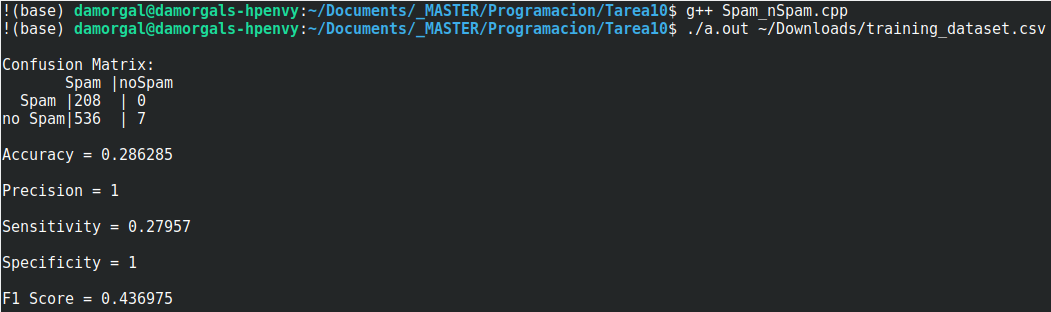 !(base) damorgal@damorgals-hpenvy:~/Documents/_MASTER/Programacion/Tarea10$ g++ Spam_nSpam.cpp
!(base) damorgal@damorgals-hpenvy:~/Documents/_MASTER/Programacion/Tarea10$ ./a.out ~/Downloads/training_dataset.csv
Confusion Matrix:
       Spam |noSpam
  Spam |208  | 0
no Spam|536  | 7
Accuracy = 0.286285
Precision = 1
Sensitivity = 0.27957
Specificity = 1
F1 Score = 0.436975